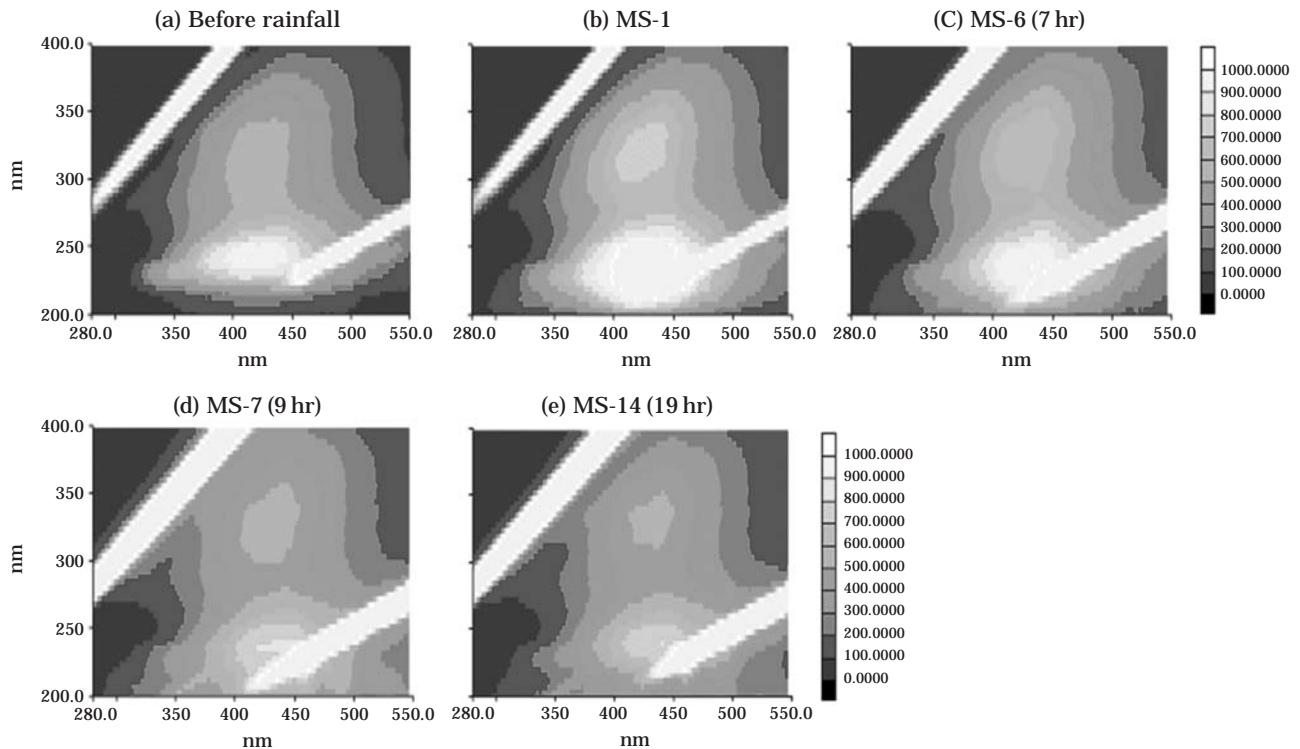 (a) Before rainfall
(b) MS-1
(C) MS-6 (7 hr)
400.0
350
300
250
200.0
nm
280.0 350 400 450 500 550.0
nm
280.0 350 400 450 500 550.0
nm
280.0 350 400 450 500 550.0
nm
1000.0000
900.0000
800.0000
700.0000
600.0000
500.0000
400.0000
300.0000
200.0000
100.0000
0.0000
(d) MS-7 (9 hr)
(e) MS-14 (19 hr)
400.0
350
300
250
200.0
nm
280.0 350 400 450 500 550.0
nm
280.0 350 400 450 500 550.0
nm
1000.0000
900.0000
800.0000
700.0000
600.0000
500.0000
400.0000
300.0000
200.0000
100.0000
0.0000